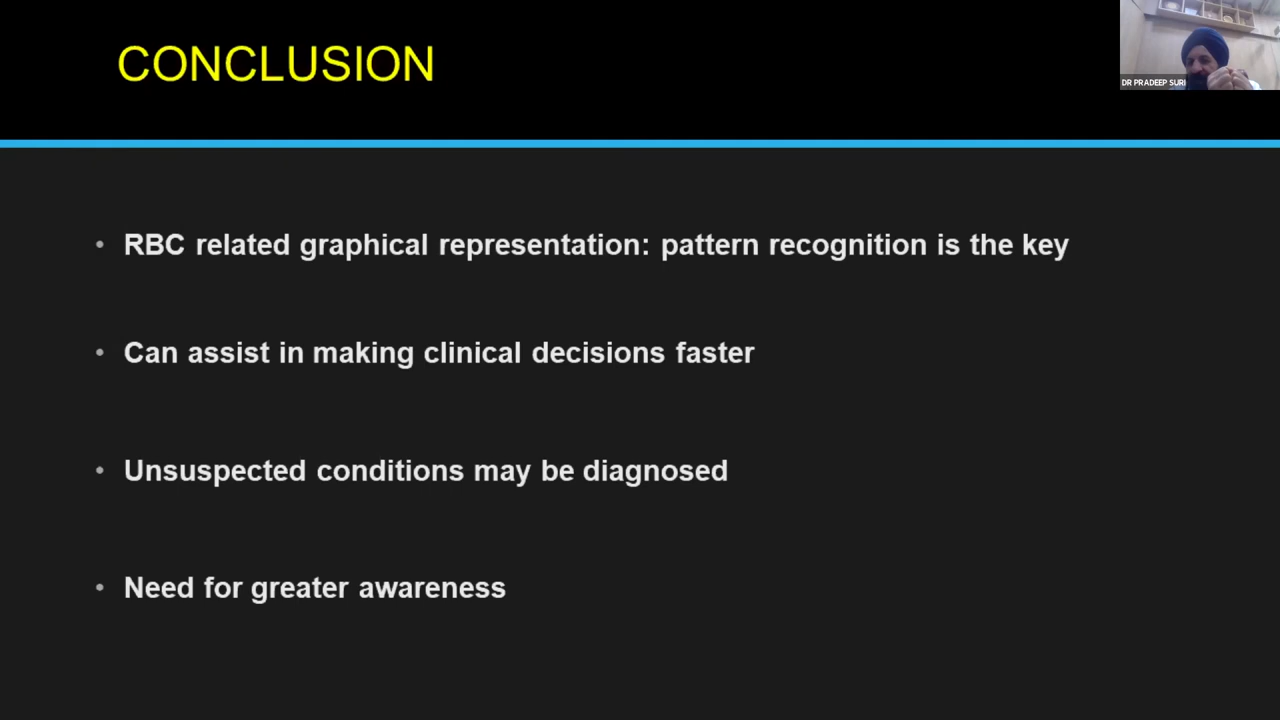 CONCLUSION
DR PRADEEP SURI
• RBC related graphical representation: pattern recognition is the key
• Can assist in making clinical decisions faster
• Unsuspected conditions may be diagnosed
• Need for greater awareness